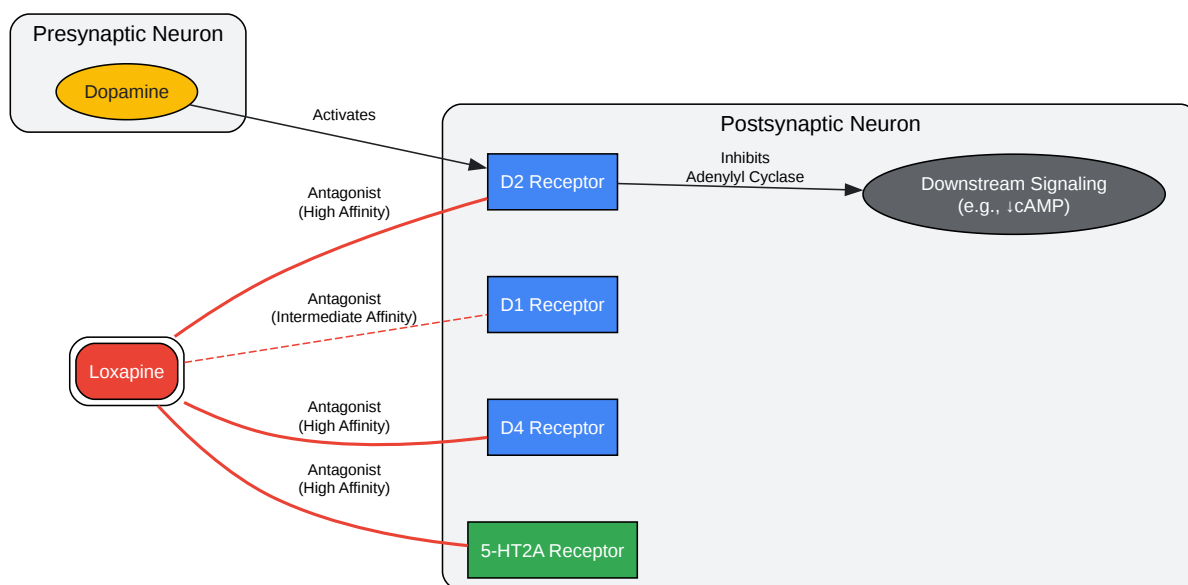 Presynaptic Neuron
Dopamine
Activates
Postsynaptic Neuron
D2 Receptor
Inhibits
Adenylyl Cyclase
Downstream Signaling
(e.g., ↓cAMP)
Antagonist
(High Affinity)
D1 Receptor
Antagonist
(Intermediate Affinity)
Loxapine
Antagonist
(High Affinity)
D4 Receptor
Antagonist
(High Affinity)
5-HT2A Receptor